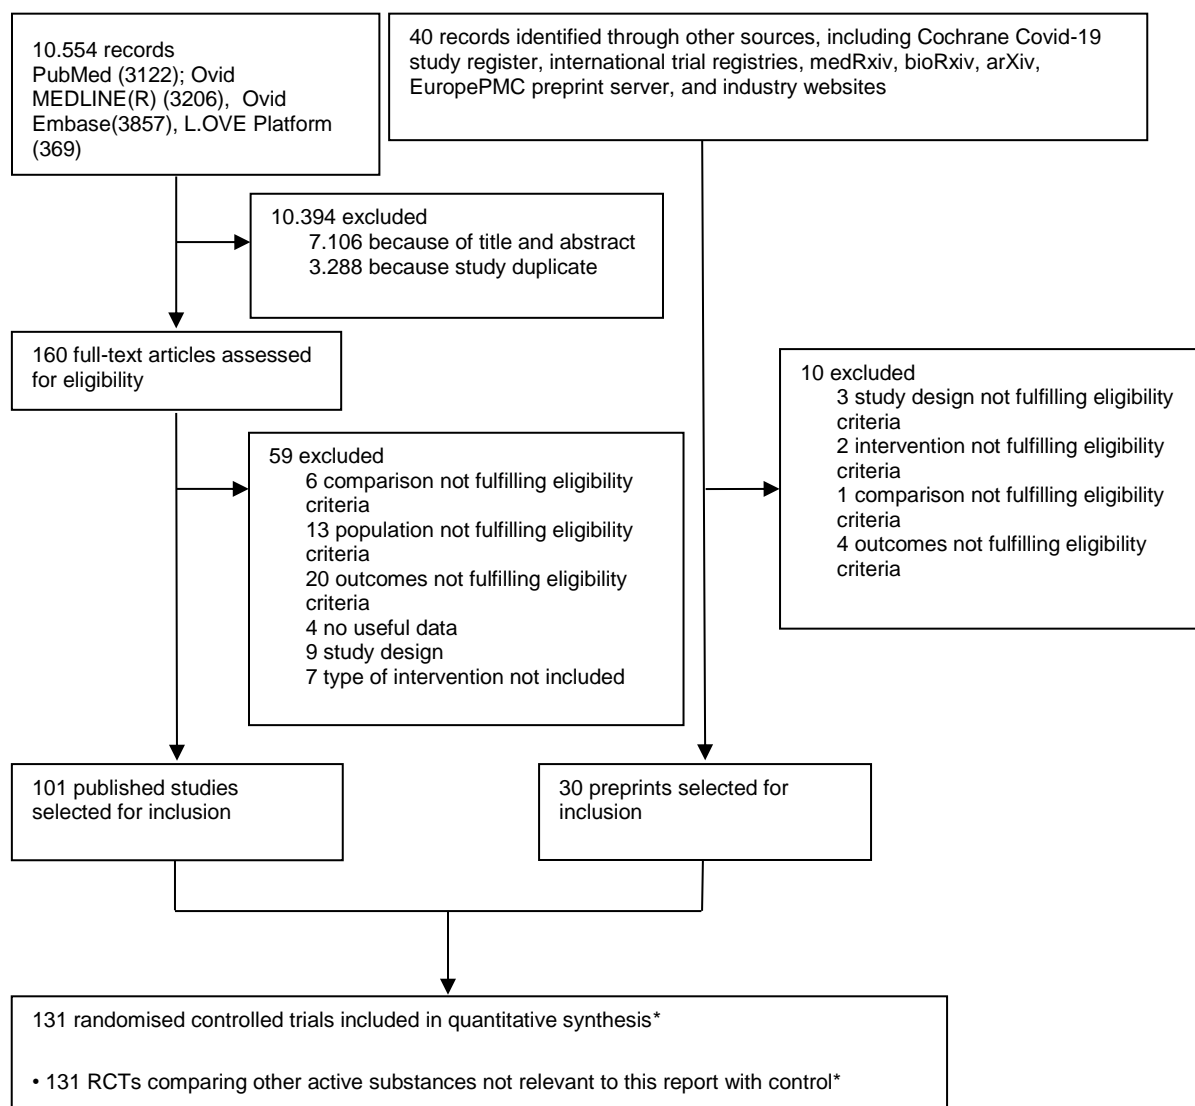 10.554 records
PubMed (3122); Ovid
MEDLINE(R) (3206), Ovid
Embase(3857), L.OVE Platform
(369)
40 records identified through other sources, including Cochrane Covid-19
study register, international trial registries, medRxiv, bioRxiv, arXiv,
EuropePMC preprint server, and industry websites
10.394 excluded
7.106 because of title and abstract
3.288 because study duplicate
160 full-text articles assessed
for eligibility
10 excluded
3 study design not fulfilling eligibility
criteria
2 intervention not fulfilling eligibility
criteria
1 comparison not fulfilling eligibility
criteria
4 outcomes not fulfilling eligibility
criteria
59 excluded
6 comparison not fulfilling eligibility
criteria
13 population not fulfilling eligibility
criteria
20 outcomes not fulfilling eligibility
criteria
4 no useful data
9 study design
7 type of intervention not included
101 published studies
selected for inclusion
30 preprints selected for
inclusion
131 randomised controlled trials included in quantitative synthesis*
• 131 RCTs comparing other active substances not relevant to this report with control*